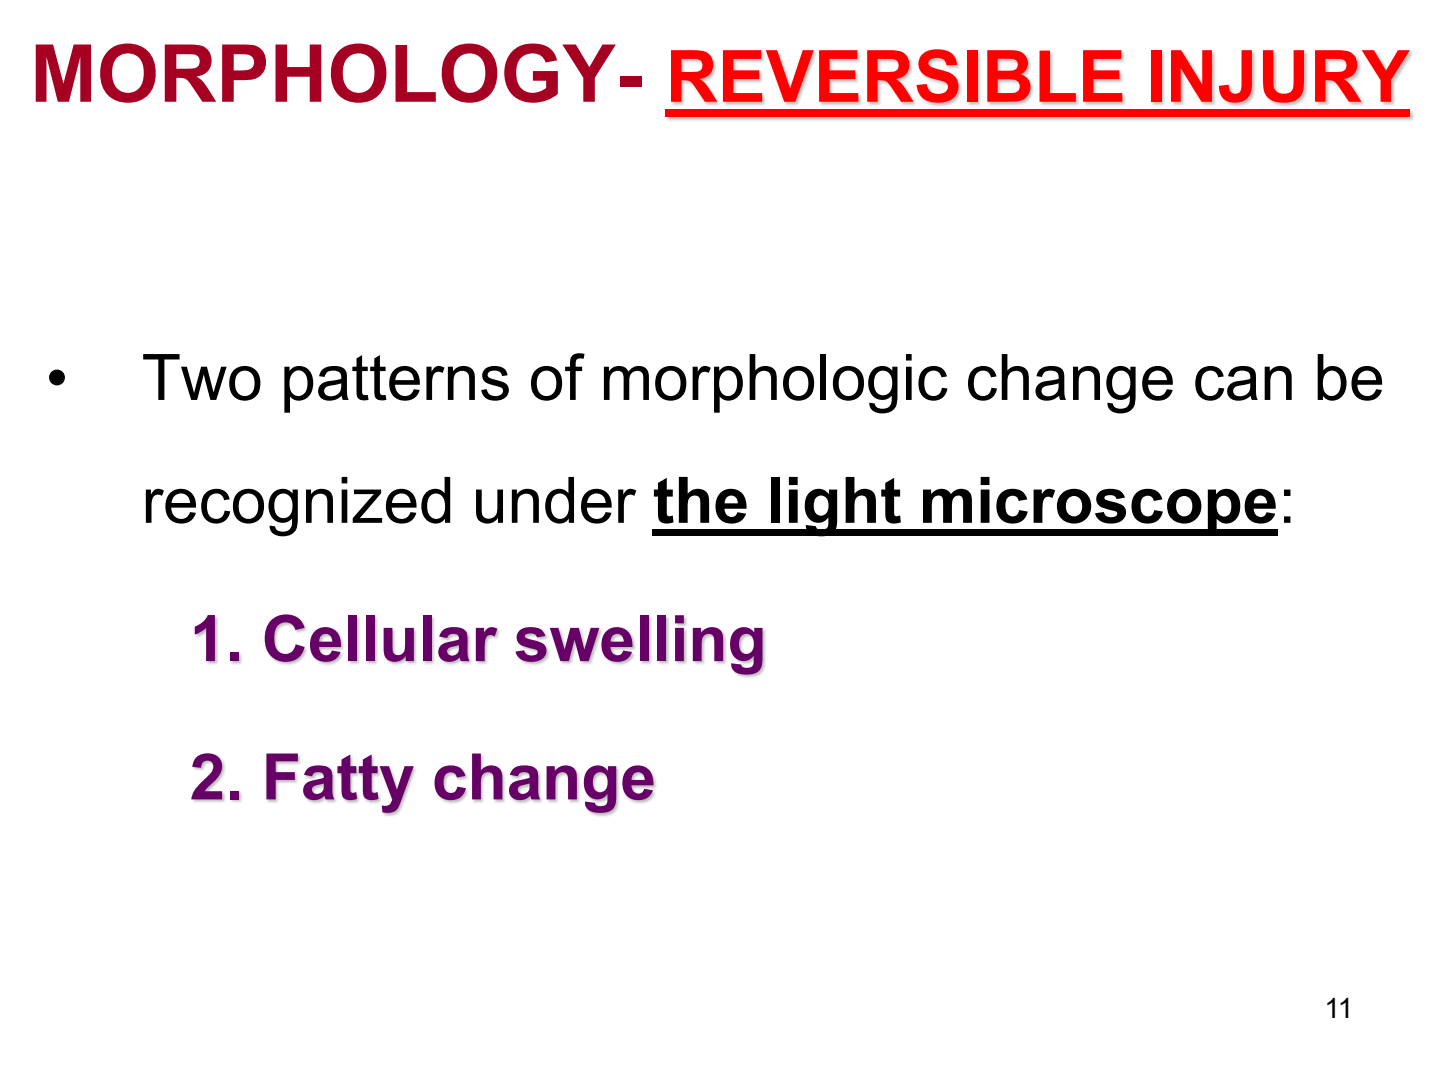 MORPHOLOGY- REVERSIBLE INJURY
• Two patterns of morphologic change can be
recognized under the light microscope:
1. Cellular swelling
2. Fatty change
11